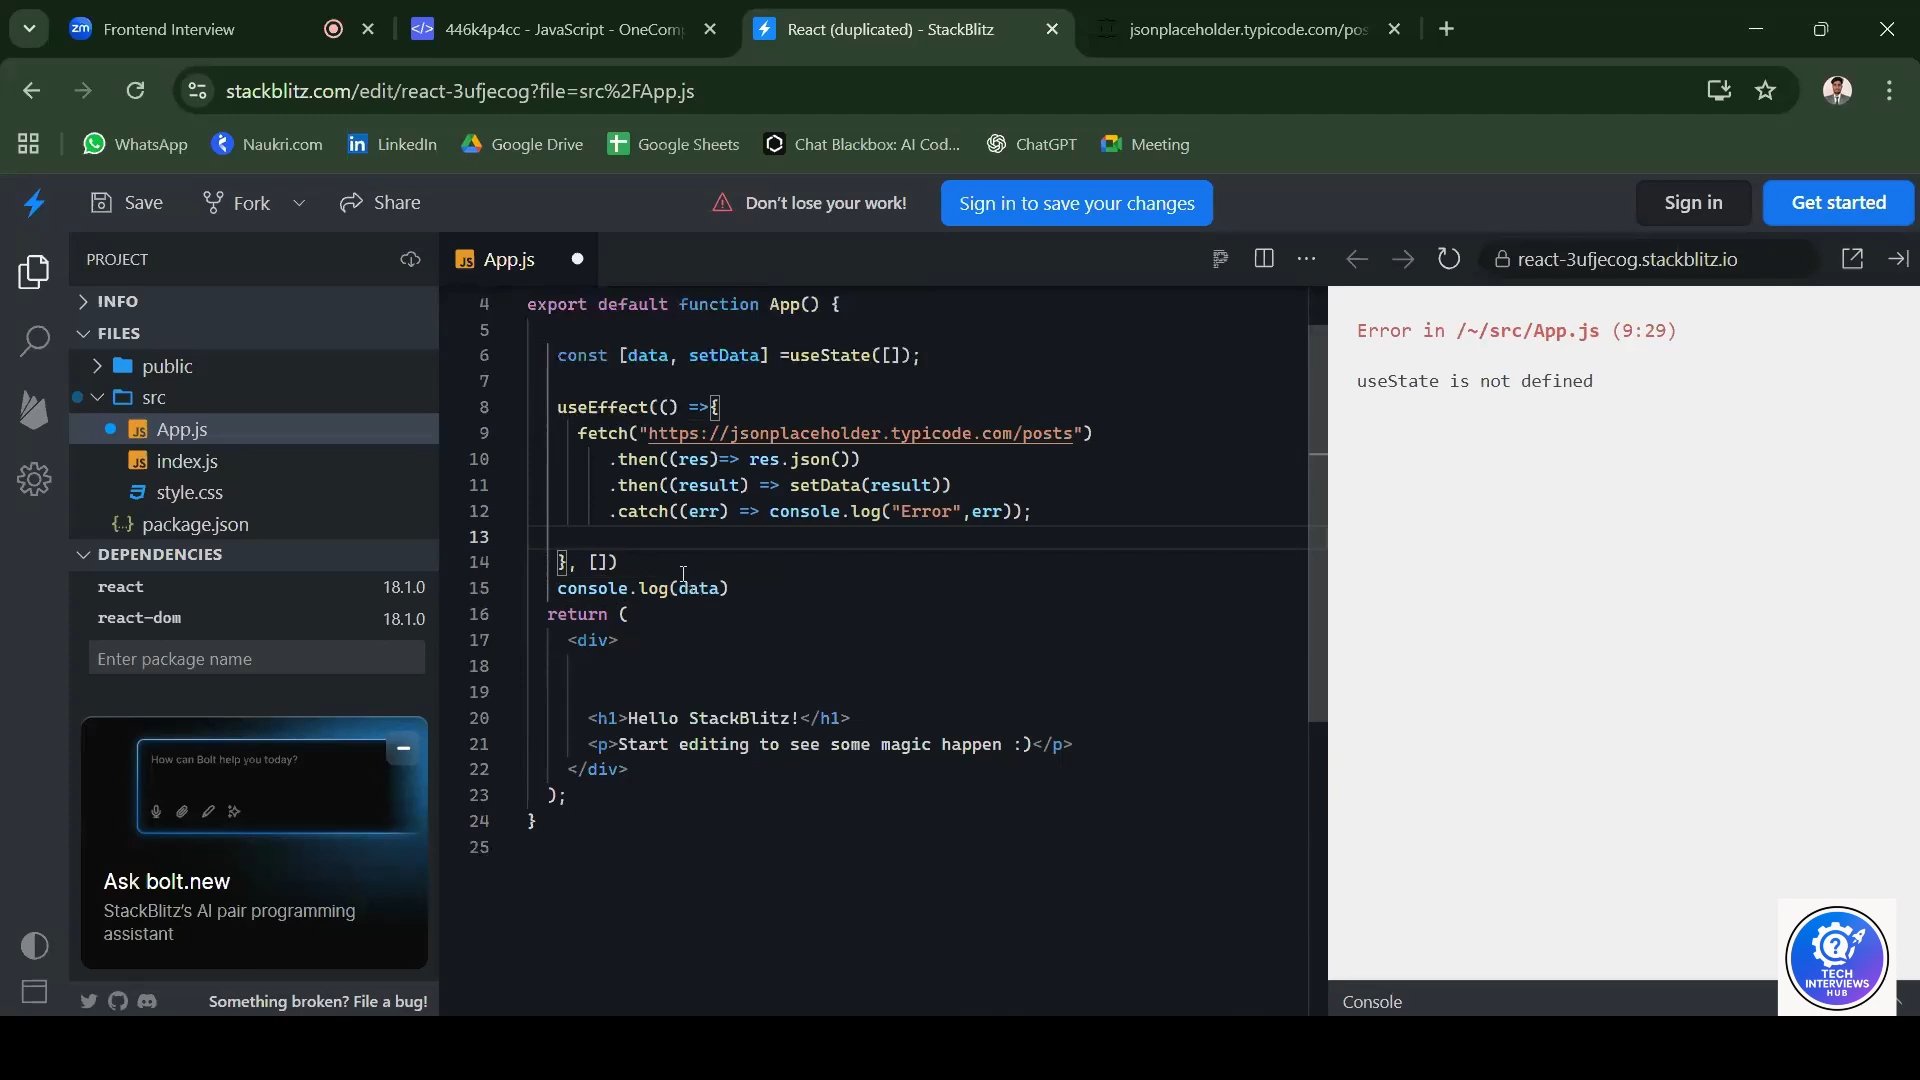 Frontend Interview
446k4p4cc - JavaScript - OneComp
React (duplicated) - StackBlitz
jsonplaceholder.typicode.com/pos
stackblitz.com/edit/react-3ufjecog?file=src%2FApp.js
WhatsApp
Naukri.com
LinkedIn
Google Drive
Google Sheets
Chat Blackbox: AI Cod...
ChatGPT
Meeting
Save
Fork
Share
Don't lose your work!
Sign in to save your changes
Sign in
Get started
PROJECT
INFO
FILES
public
src
App.js
index.js
style.css
package.json
DEPENDENCIES
react 18.1.0
react-dom 18.1.0
Enter package name
How can Bolt help you today?
Ask bolt.new
StackBlitz's AI pair programming
assistant
Something broken? File a bug!
App.js
4 export default function App() {
5
6 const [data, setData] =useState([]);
7
8 useEffect(() =>{
9 fetch("https://jsonplaceholder.typicode.com/posts")
10 .then((res)=> res.json())
11 .then((result) => setData(result))
12 .catch((err) => console.log("Error",err));
13
14 }, [])
15 console.log(data)
16 return (
17 <div>
18
19
20 <h1>Hello StackBlitz!</h1>
21 <p>Start editing to see some magic happen :)</p>
22 </div>
23 );
24 }
25
react-3ufjecog.stackblitz.io
Error in /~/src/App.js (9:29)
useState is not defined
Console
TECH
INTERVIEWS
HUB